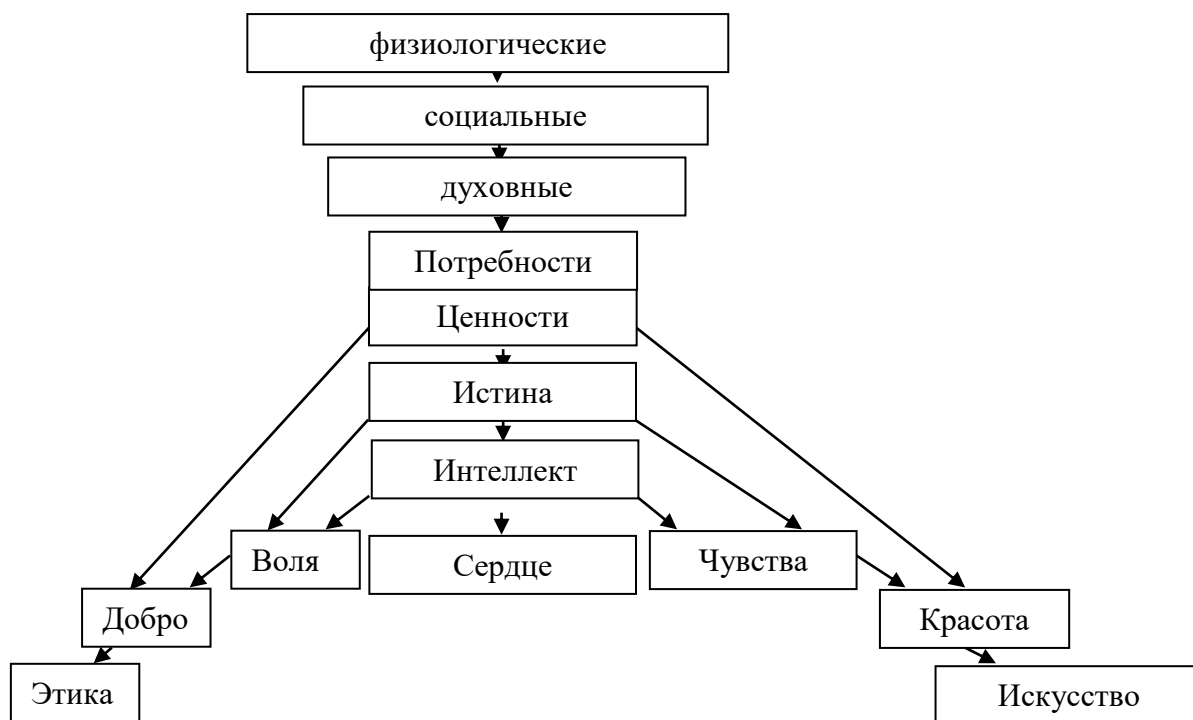 физиологические
социальные
духовные
Потребности
Ценности
Истина
Интеллект
Воля
Сердце
Чувства
Добро
Красота
Этика
Искусство